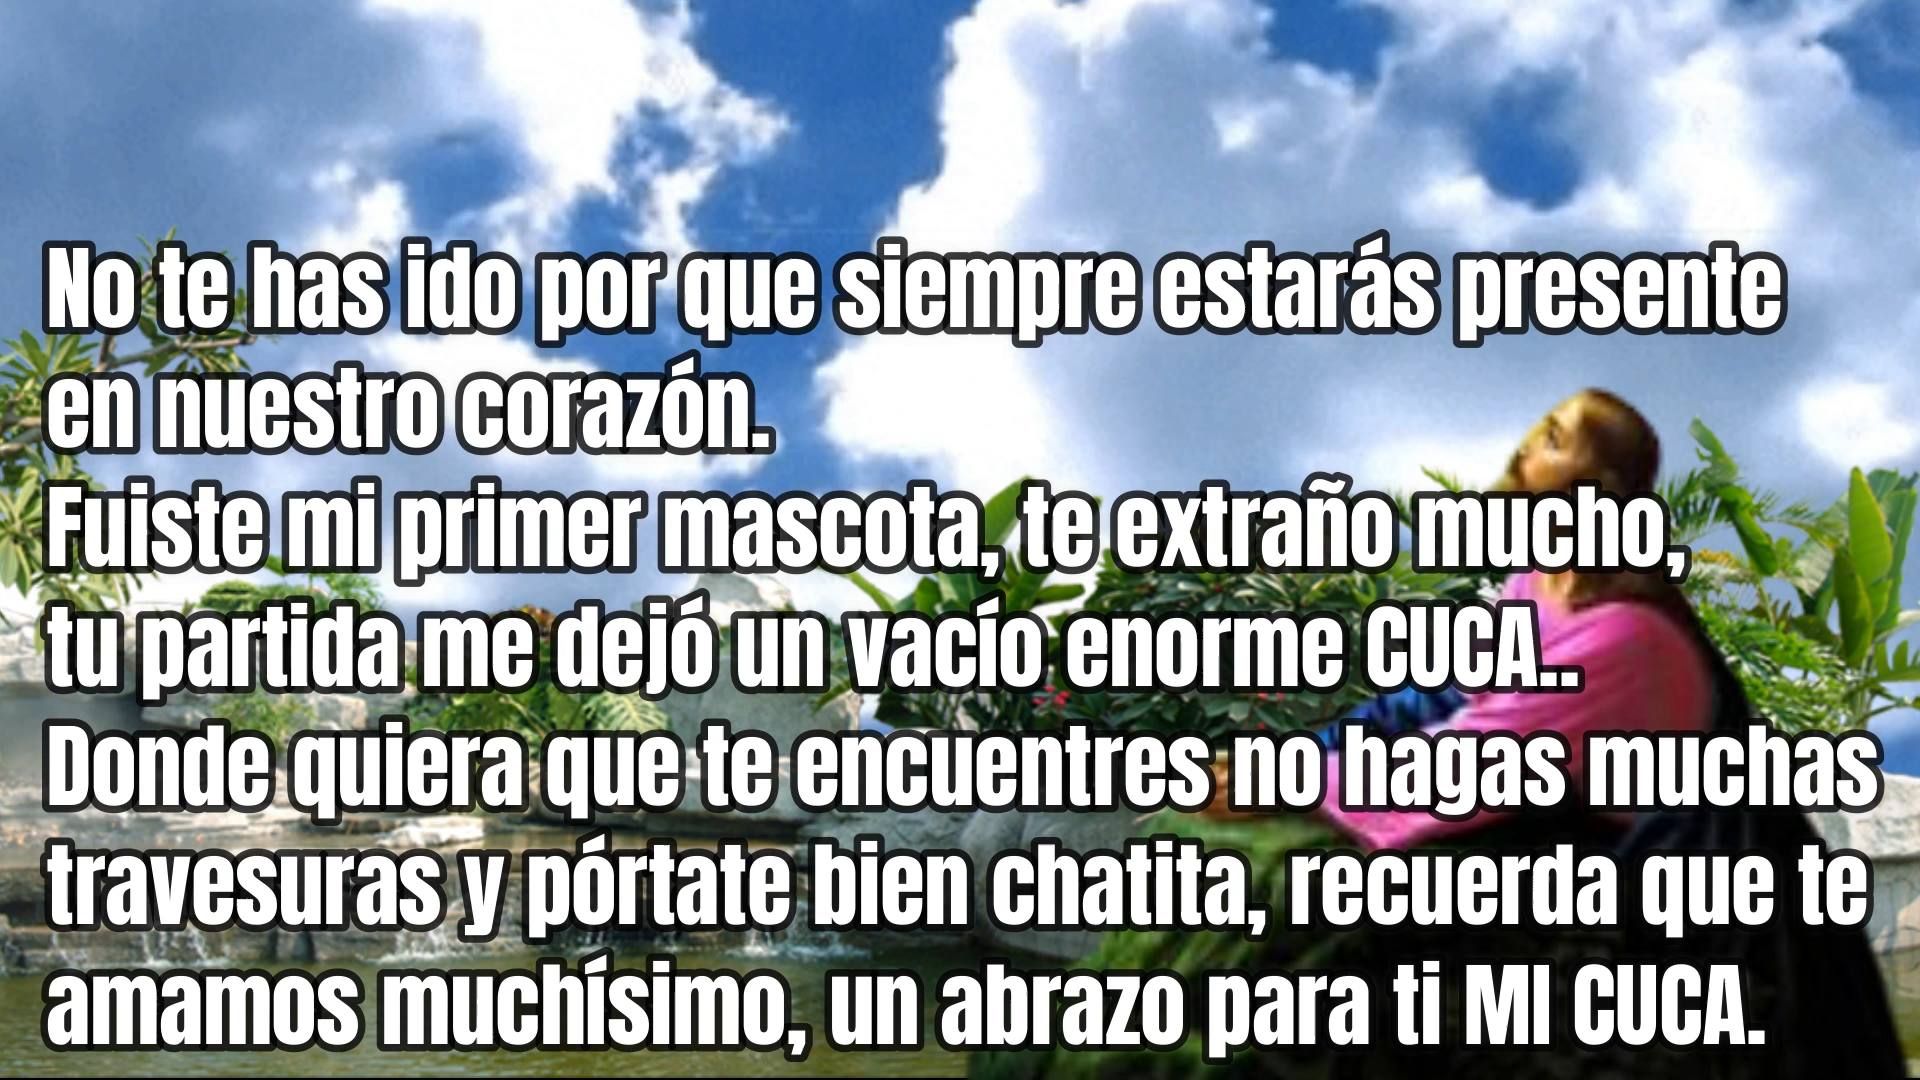 No te has ido por que siempre estarás presente
en nuestro corazón.
Fuiste mi primer mascota, te extraño mucho,
tu partida me dejó un vacío enorme CUCA..
Donde quiera que te encuentres no hagas muchas
travesuras y pórtate bien chatita, recuerda que te
amamos muchísimo, un abrazo para ti MI CUCA.